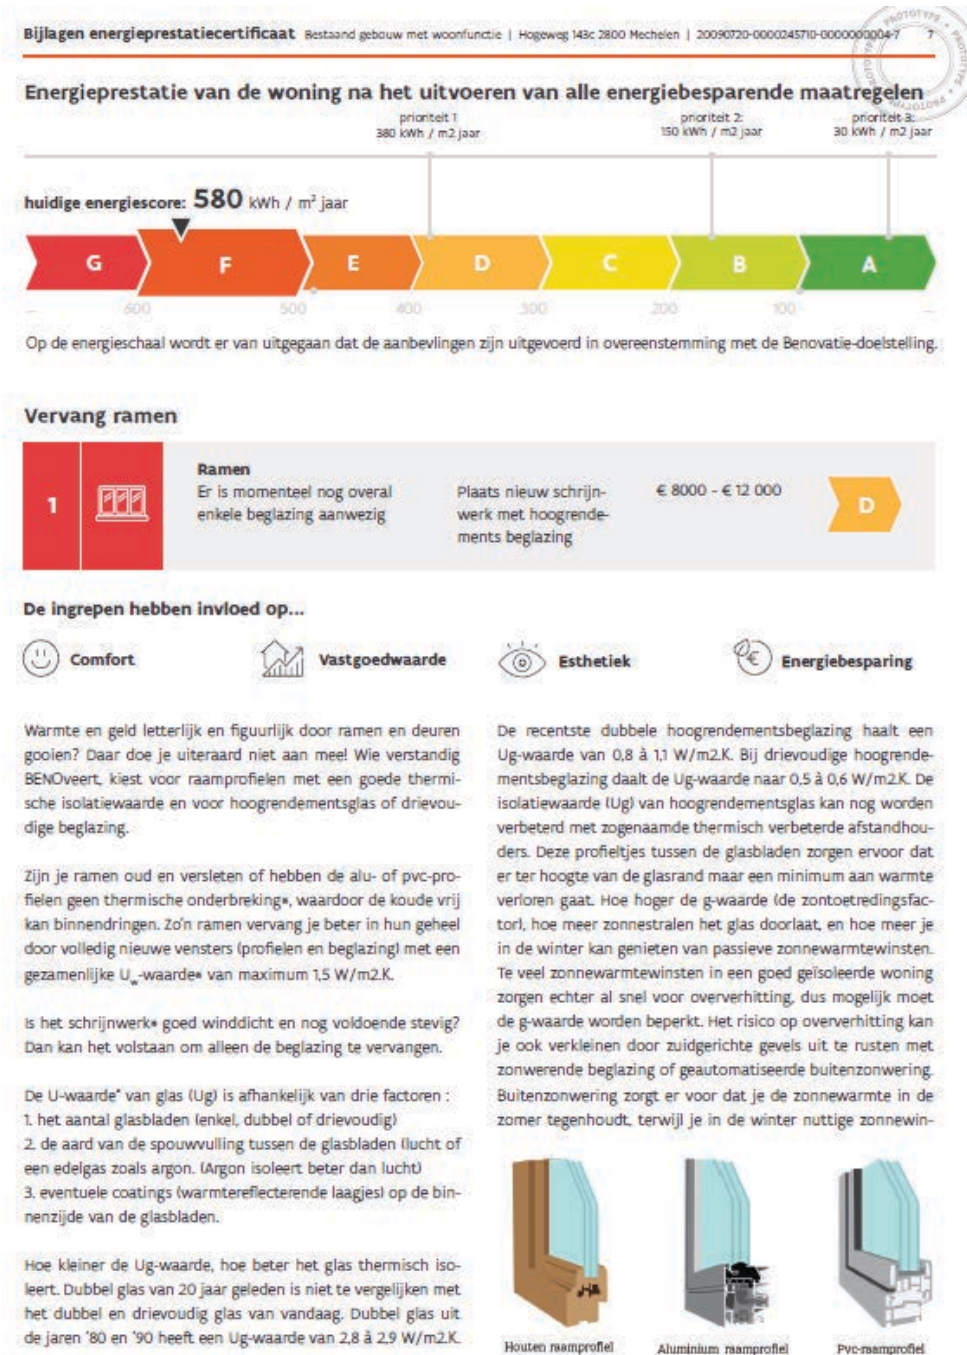 Bijlagen energieprestatiecertificaat Bestaand gebouw met woonfunctie | Hogeweg 143c 2800 Mechelen | 20090720-0000245710-0000000004-7 7
PROTOTYPE • PROTOTYPE • PROTOTYPE
Energieprestatie van de woning na het uitvoeren van alle energiebesparende maatregelen
prioriteit 1 prioriteit 2: prioriteit 3:
380 kWh / m2 jaar 150 kWh / m2 jaar 30 kWh / m2 jaar
huidige energiescore: 580 kWh / m² jaar
G F E D C B A
600 500 400 300 200 100
Op de energieschaal wordt er van uitgegaan dat de aanbevlingen zijn uitgevoerd in overeenstemming met de Benovatie-doelstelling.
Vervang ramen
1
Ramen
Er is momenteel nog overal
enkele beglazing aanwezig
Plaats nieuw schrijn-
werk met hoogrende-
ments beglazing
€ 8000 - € 12 000
D
De ingrepen hebben invloed op...
Comfort Vastgoedwaarde Esthetiek Energiebesparing
Warmte en geld letterlijk en figuurlijk door ramen en deuren
gooien? Daar doe je uiteraard niet aan mee! Wie verstandig
BENOveert, kiest voor raamprofielen met een goede thermi-
sche isolatiewaarde en voor hoogrendementsglas of drievou-
dige beglazing.
Zijn je ramen oud en versleten of hebben de alu- of pvc-pro-
fielen geen thermische onderbreking*, waardoor de koude vrij
kan binnendringen. Zo'n ramen vervang je beter in hun geheel
door volledig nieuwe vensters (profielen en beglazing) met een
gezamenlijke Uw-waarde* van maximum 1,5 W/m2.K.
Is het schrijnwerk* goed winddicht en nog voldoende stevig?
Dan kan het volstaan om alleen de beglazing te vervangen.
De U-waarde* van glas (Ug) is afhankelijk van drie factoren :
1. het aantal glasbladen (enkel, dubbel of drievoudig)
2. de aard van de spouwvulling tussen de glasbladen (lucht of
een edelgas zoals argon. (Argon isoleert beter dan lucht)
3. eventuele coatings (warmtereflecterende laagjes) op de bin-
nenzijde van de glasbladen.
Hoe kleiner de Ug-waarde, hoe beter het glas thermisch iso-
leert. Dubbel glas van 20 jaar geleden is niet te vergelijken met
het dubbel en drievoudig glas van vandaag. Dubbel glas uit
de jaren '80 en '90 heeft een Ug-waarde van 2,8 à 2,9 W/m2.K.
De recentste dubbele hoogrendementsbeglazing haalt een
Ug-waarde van 0,8 à 1,1 W/m2.K. Bij drievoudige hoogrende-
mentsbeglazing daalt de Ug-waarde naar 0,5 à 0,6 W/m2.K. De
isolatiewaarde (Ug) van hoogrendementsglas kan nog worden
verbeterd met zogenaamde thermisch verbeterde afstandhou-
ders. Deze profieltjes tussen de glasbladen zorgen ervoor dat
er ter hoogte van de glasrand maar een minimum aan warmte
verloren gaat. Hoe hoger de g-waarde (de zontoetredingsfac-
tor), hoe meer zonnestralen het glas doorlaat, en hoe meer je
in de winter kan genieten van passieve zonnewarmtewinsten.
Te veel zonnewarmtewinsten in een goed geïsoleerde woning
zorgen echter al snel voor oververhitting, dus mogelijk moet
de g-waarde worden beperkt. Het risico op oververhitting kan
je ook verkleinen door zuidgerichte gevels uit te rusten met
zonwerende beglazing of geautomatiseerde buitenzonwering.
Buitenzonwering zorgt er voor dat je de zonnewarmte in de
zomer tegenhoudt, terwijl je in de winter nuttige zonnewin-
Houten raamprofiel Aluminium raamprofiel Pvc-raamprofiel